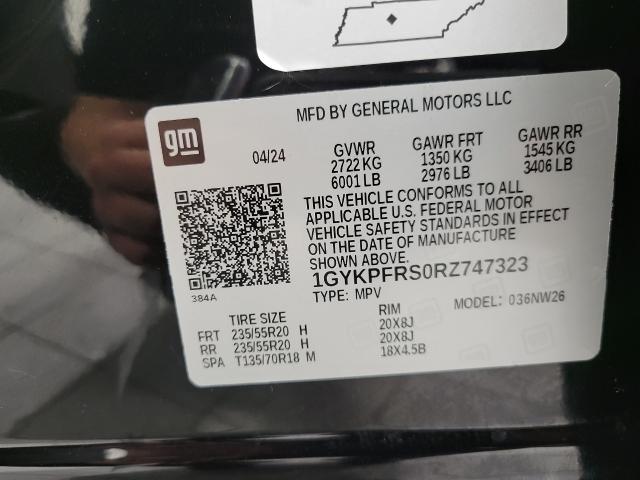 MFD BY GENERAL MOTORS LLC
gm
04/24
GVWR GAWR FRT GAWR RR
2722 KG 1350 KG 1545 KG
6001 LB 2976 LB 3406 LB
THIS VEHICLE CONFORMS TO ALL
APPLICABLE U.S. FEDERAL MOTOR
VEHICLE SAFETY STANDARDS IN EFFECT
ON THE DATE OF MANUFACTURE
SHOWN ABOVE.
1GYKPFRS0RZ747323
384A
TYPE: MPV MODEL: 036NW26
TIRE SIZE RIM
FRT 235/55R20 H 20X8J
RR 235/55R20 H 20X8J
SPA T135/70R18 M 18X4.5B